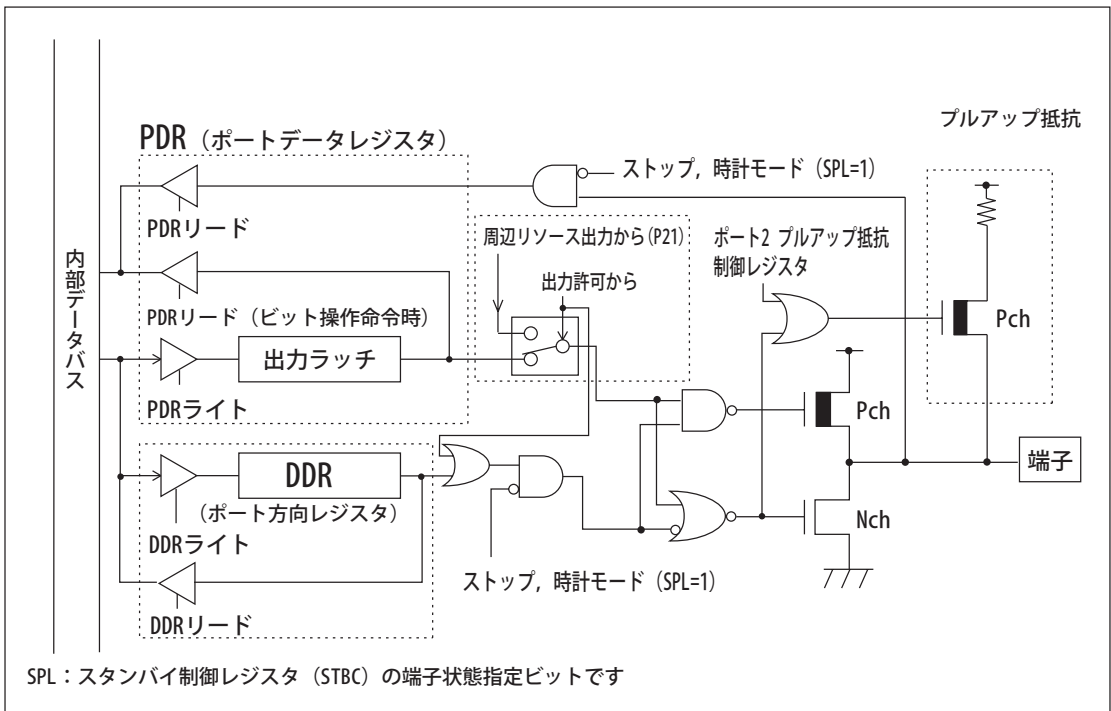 プルアップ抵抗
PDR(ポートデータレジスタ)
ストップ, 時計モード(SPL=1)
PDRリード
周辺リソース出力から(P21)
ポート2 プルアップ抵抗
制御レジスタ
内部データバス
出力許可から
Pch
PDRリード(ビット操作命令時)
出力ラッチ
PDRライト
Pch
端子
DDR
(ポート方向レジスタ)
Nch
DDRライト
ストップ, 時計モード(SPL=1)
DDRリード
SPL:スタンバイ制御レジスタ(STBC)の端子状態指定ビットです